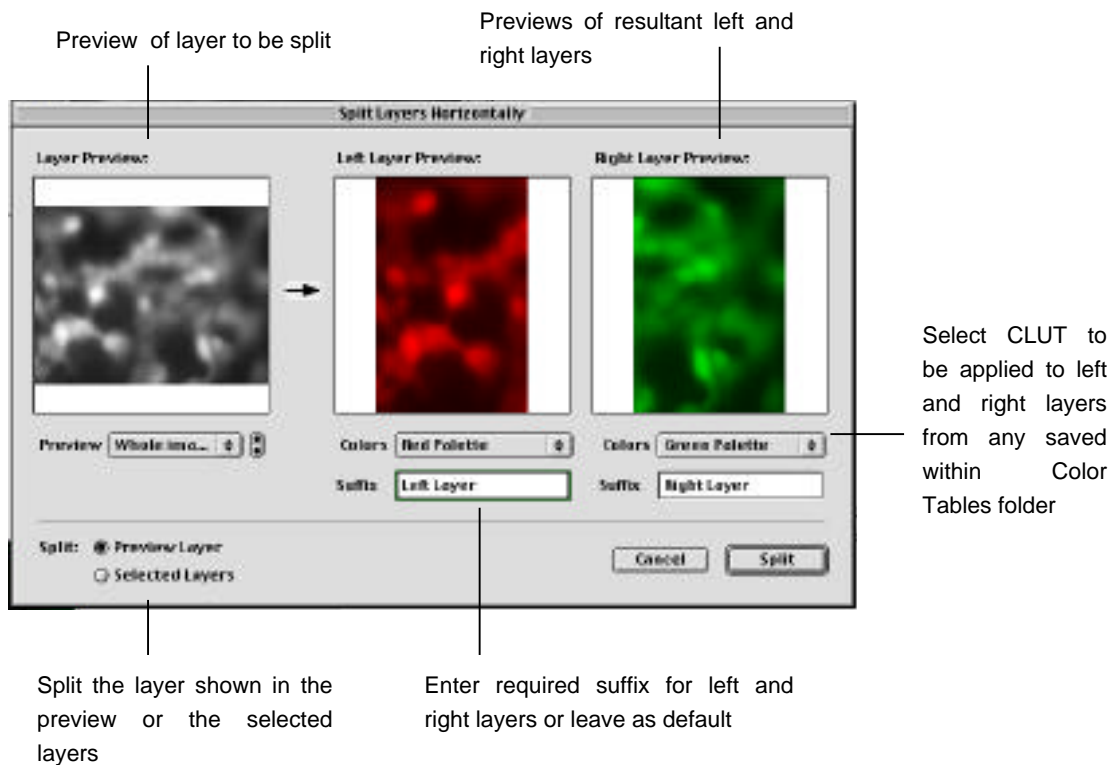 Preview of layer to be split
Previews of resultant left and
right layers
Split Layers Horizontally
Layer Preview:
Left Layer Preview:
Right Layer Preview:
Select CLUT to
be applied to left
and right layers
from any saved
within Color
Tables folder
Preview Whole ima...
Colors Red Palette
Colors Green Palette
Suffix Left Layer
Suffix Right Layer
Split: Preview Layer
Selected Layers
Cancel
Split
Split the layer shown in the
preview or the selected
layers
Enter required suffix for left and
right layers or leave as default